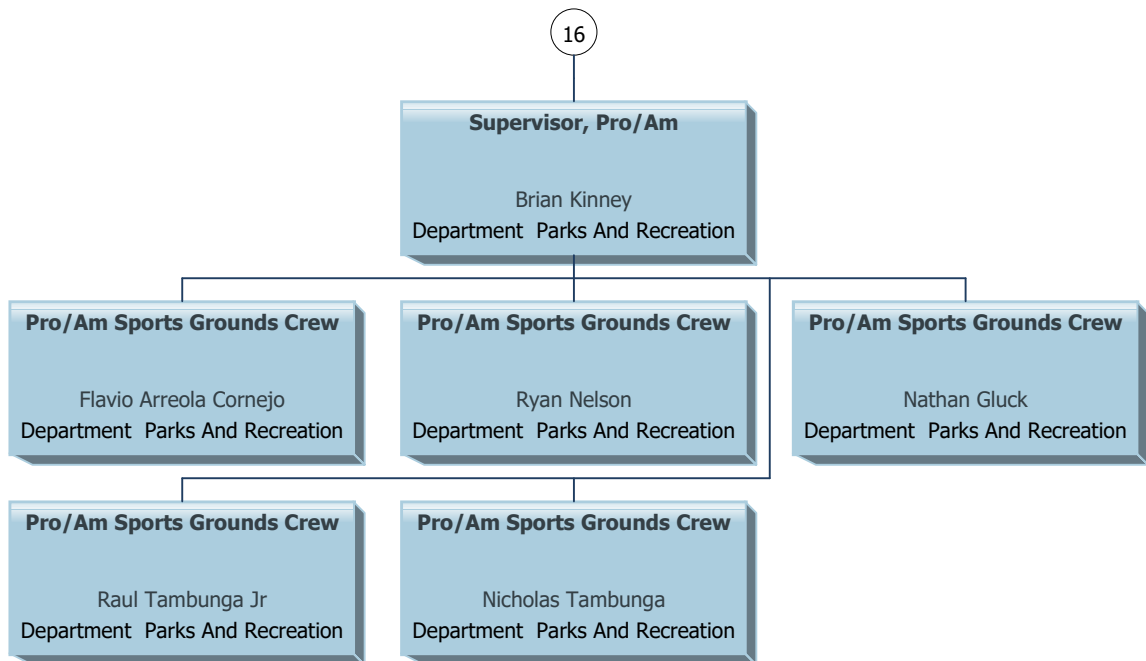 16
Supervisor, Pro/Am
Brian Kinney
Department  Parks And Recreation
Pro/Am Sports Grounds Crew
Flavio Arreola Cornejo
Department  Parks And Recreation
Pro/Am Sports Grounds Crew
Ryan Nelson
Department  Parks And Recreation
Pro/Am Sports Grounds Crew
Nathan Gluck
Department  Parks And Recreation
Pro/Am Sports Grounds Crew
Raul Tambunga Jr
Department  Parks And Recreation
Pro/Am Sports Grounds Crew
Nicholas Tambunga
Department  Parks And Recreation